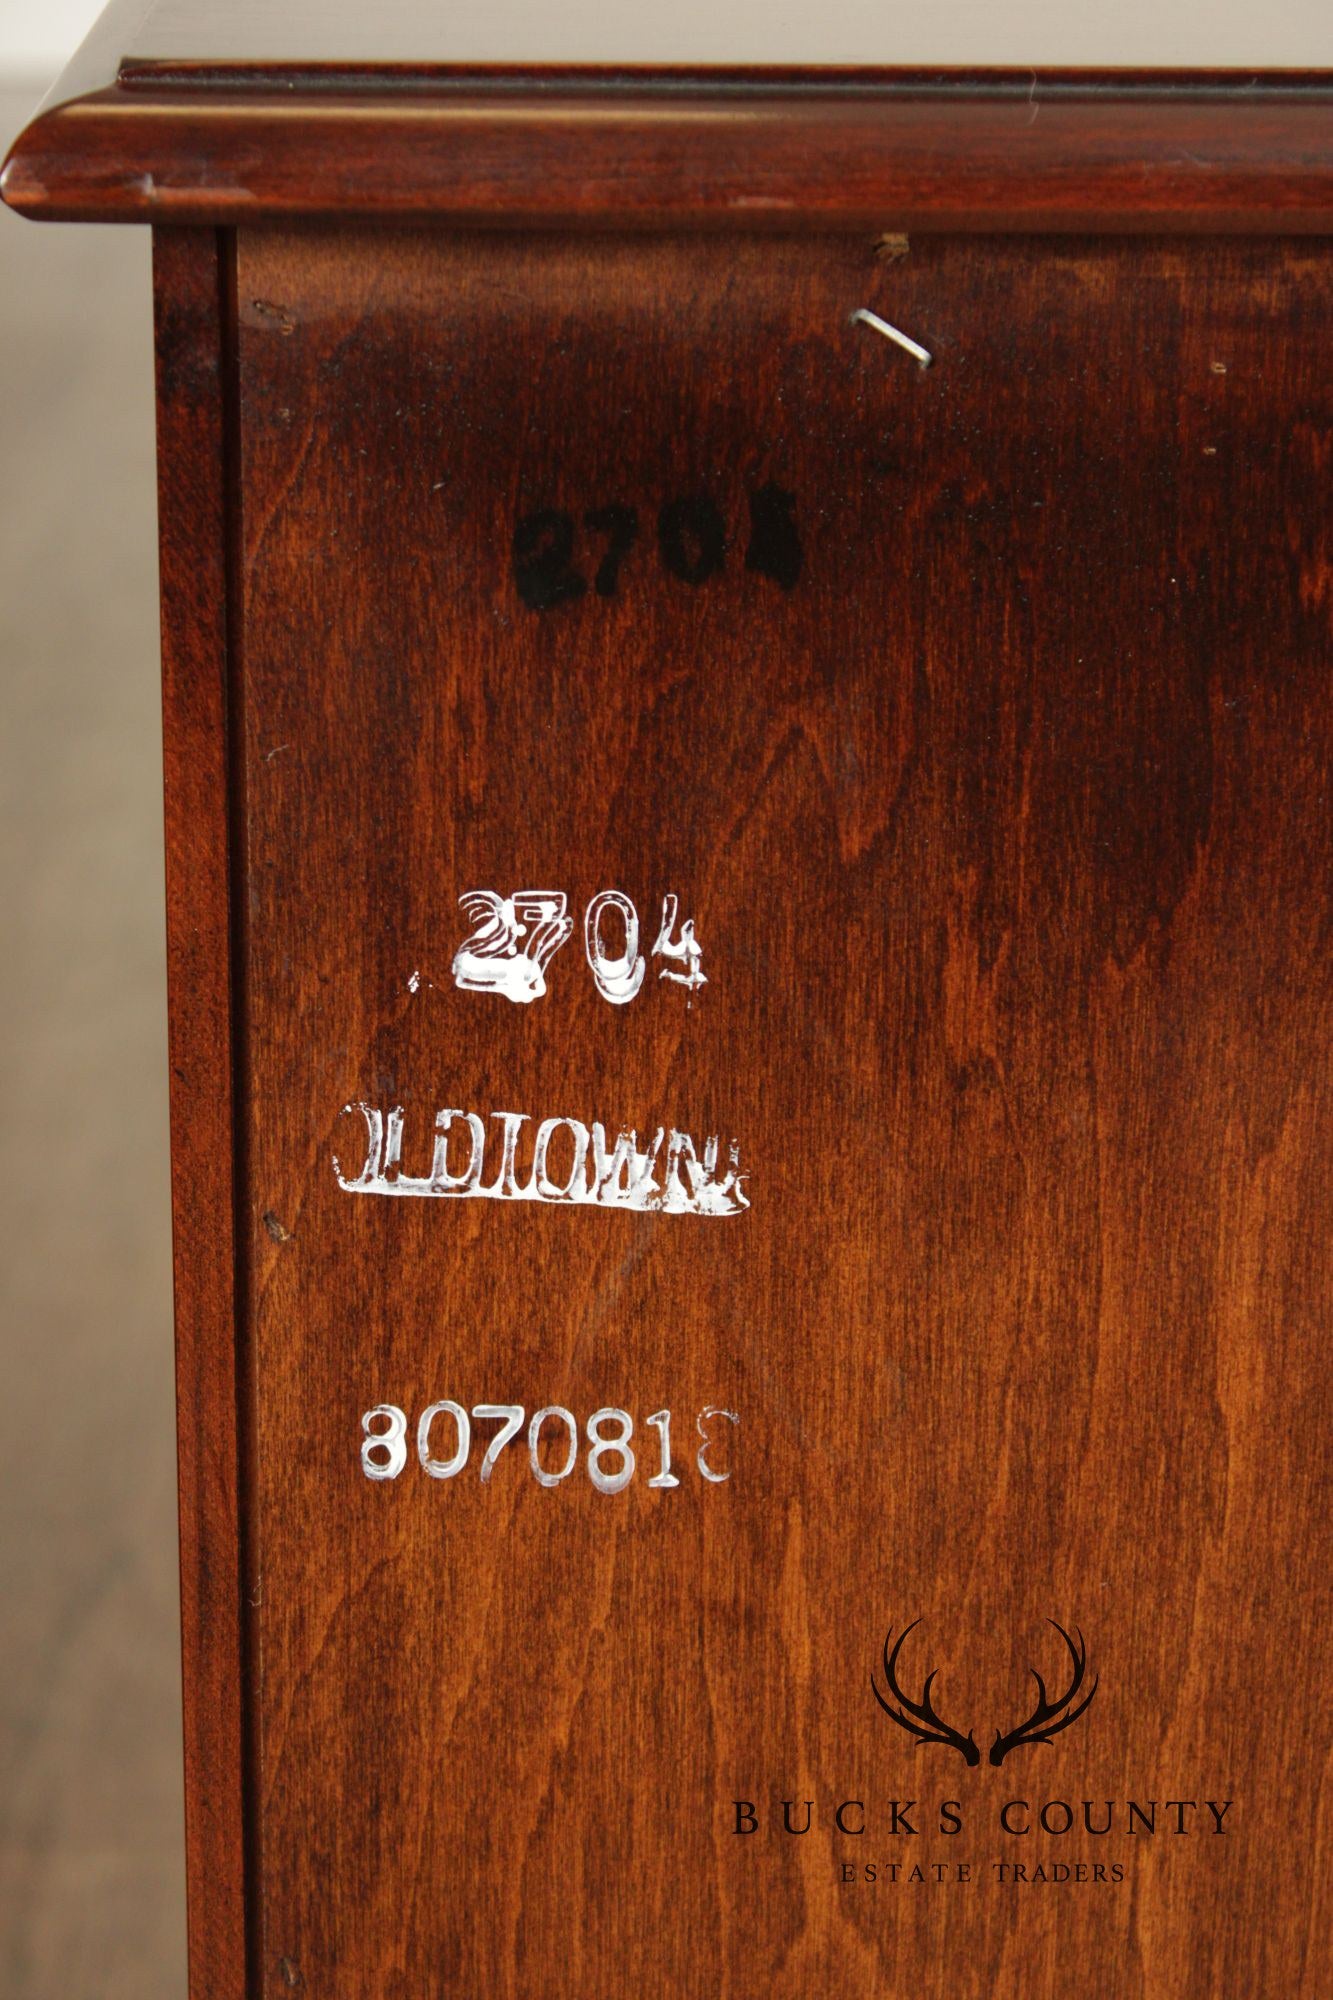 2704
2704
OLDTOWN
8070818
BUCKS COUNTY
ESTATE TRADERS